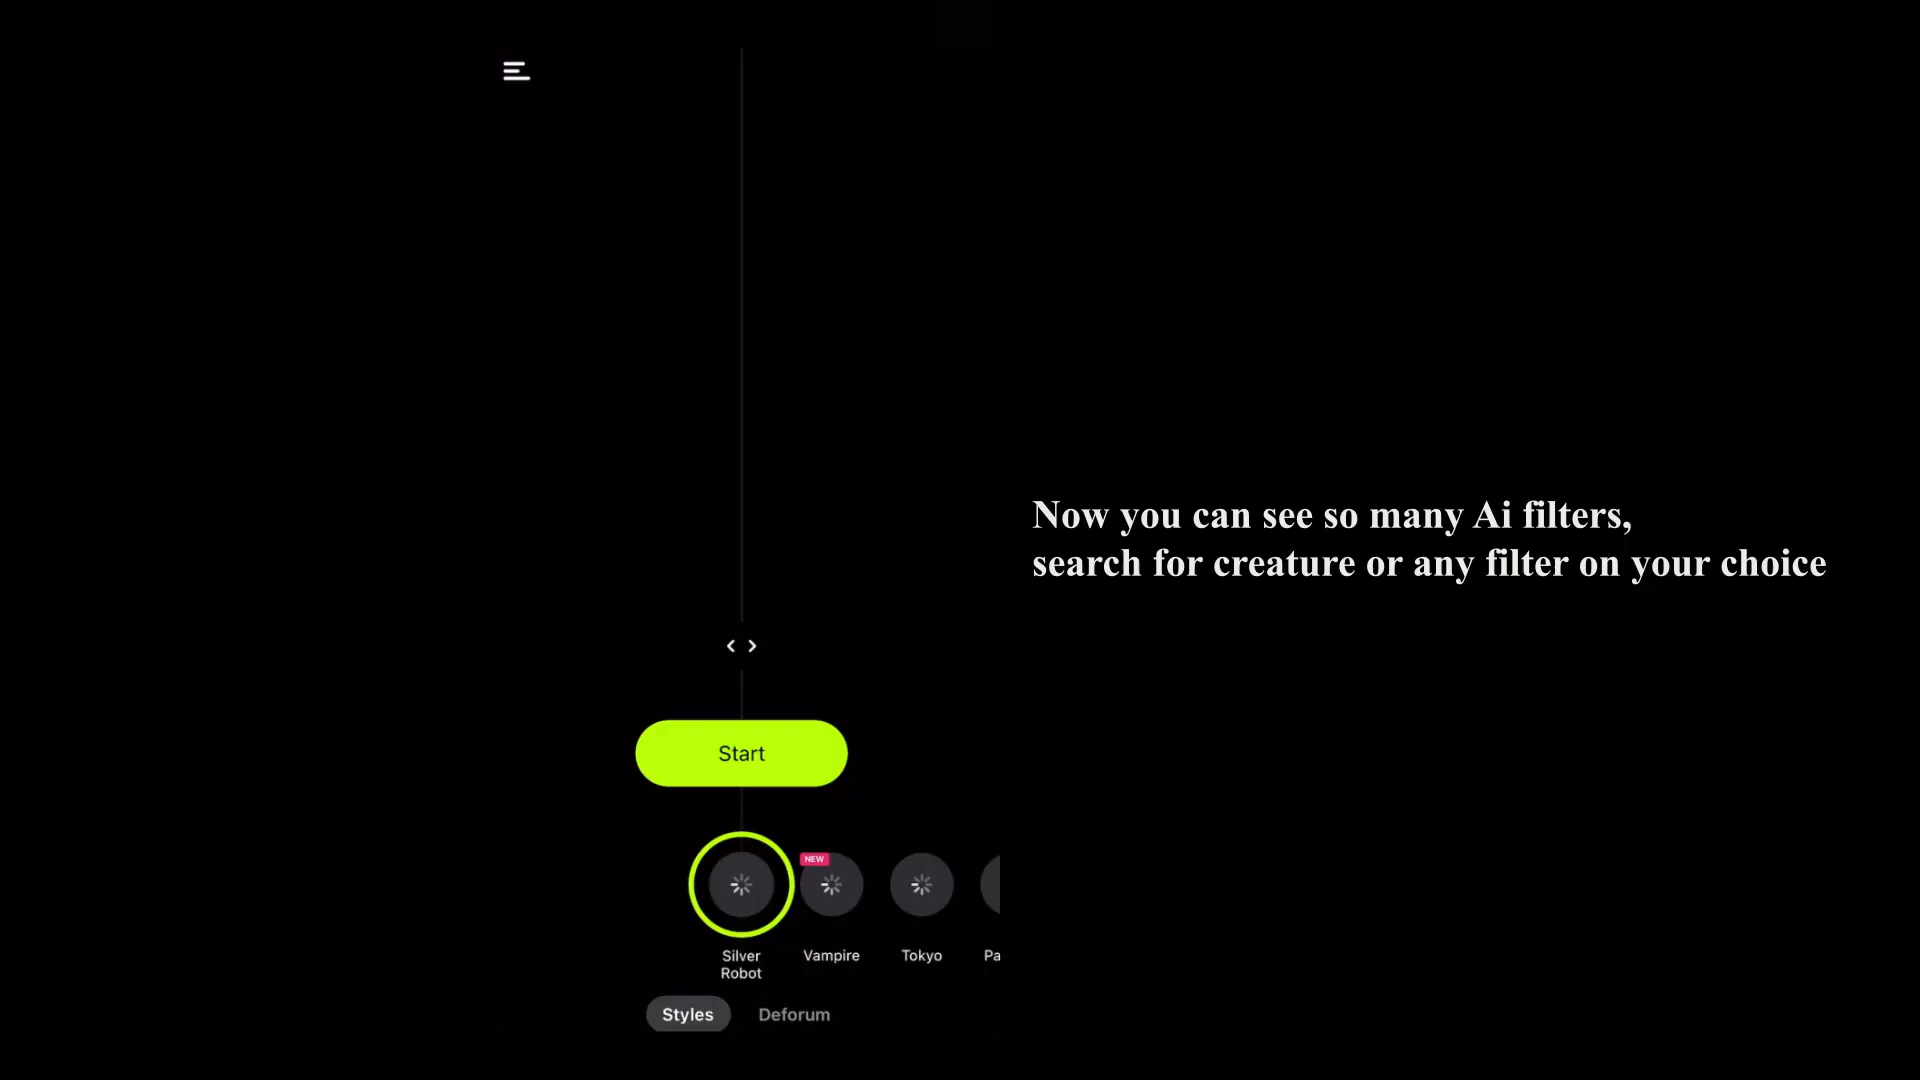 Now you can see so many Ai filters,
search for creature or any filter on your choice
Start
NEW
Silver
Robot
Vampire
Tokyo
Pa
Styles
Deforum